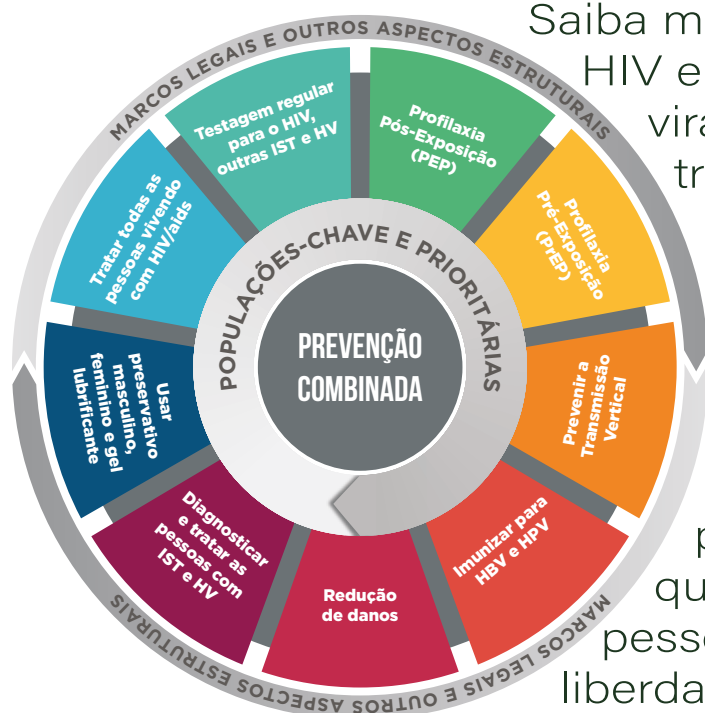 Saiba m
HIV e
vira
tr
MARCOS LEGAIS E OUTROS ASPECTOS ESTRUTURAIS
Testagem regular
para o HIV,
outras IST e HV
Profilaxia
Pós-Exposição
(PEP)
Profilaxia
Pré-Exposição
(PrEP)
Prevenir a
Transmissão
Vertical
Imunizar para
HBV e HPV
Redução
de danos
Diagnosticar
e tratar as
pessoas com
IST e HV
Usar
preservativo
masculino,
feminino e gel
lubrificante
Tratar todas as
pessoas vivendo
com HIV/aids
POPULAÇÕES-CHAVE E PRIORITÁRIAS
PREVENÇÃO
COMBINADA
MARCOS LEGAIS E OUTROS ASPECTOS ESTRUTURAIS
p
qu
pesso
liberda